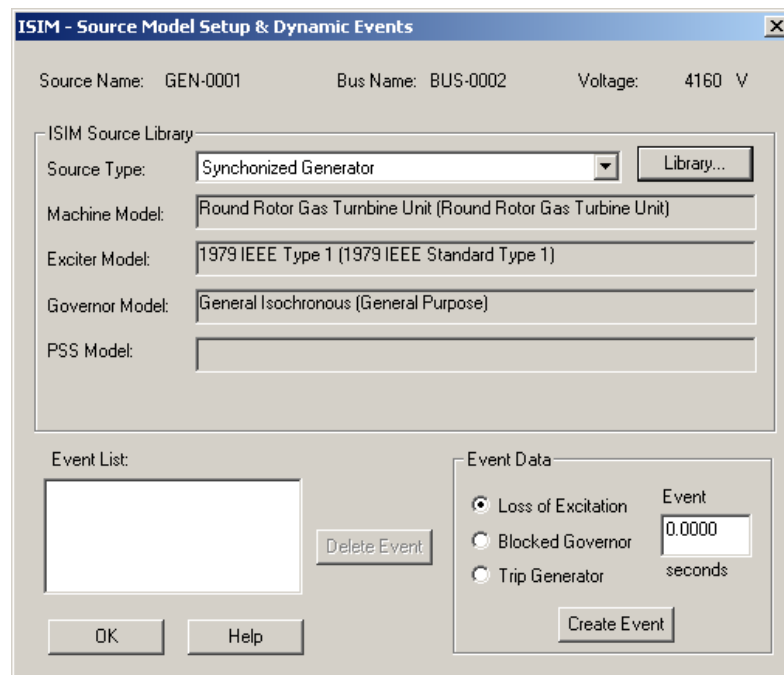 ISIM - Source Model Setup & Dynamic Events
Source Name: GEN-0001 Bus Name: BUS-0002 Voltage: 4160 V
ISIM Source Library
Source Type: Synchonized Generator Library...
Machine Model: Round Rotor Gas Turnbine Unit (Round Rotor Gas Turbine Unit)
Exciter Model: 1979 IEEE Type 1 (1979 IEEE Standard Type 1)
Governor Model: General Isochronous (General Purpose)
PSS Model:
Event List:
Delete Event
Event Data
Loss of Excitation
Blocked Governor
Trip Generator
Event
0.0000
seconds
Create Event
OK Help